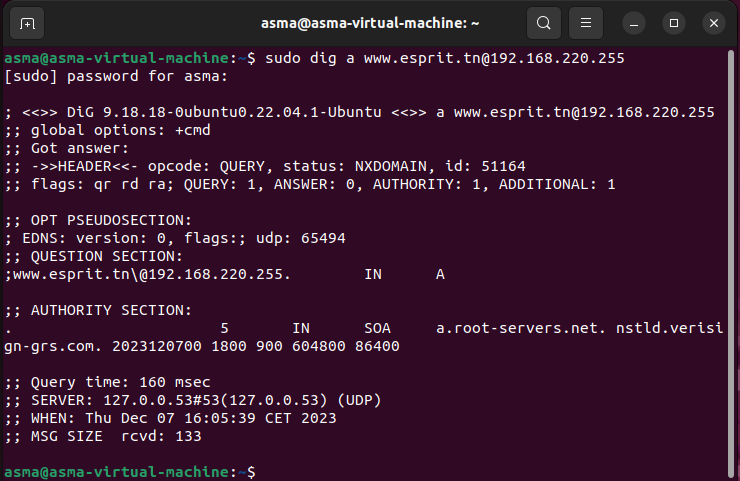 asma@asma-virtual-machine: ~
asma@asma-virtual-machine:~$ sudo dig a www.esprit.tn@192.168.220.255
[sudo] password for asma:
; <<>> DiG 9.18.18-0ubuntu0.22.04.1-Ubuntu <<>> a www.esprit.tn@192.168.220.255
;; global options: +cmd
;; Got answer:
;; ->>HEADER<<- opcode: QUERY, status: NXDOMAIN, id: 51164
;; flags: qr rd ra; QUERY: 1, ANSWER: 0, AUTHORITY: 1, ADDITIONAL: 1
;; OPT PSEUDOSECTION:
; EDNS: version: 0, flags:; udp: 65494
;; QUESTION SECTION:
;www.esprit.tn\@192.168.220.255. IN A
;; AUTHORITY SECTION:
. 5 IN SOA a.root-servers.net. nstld.verisi
gn-grs.com. 2023120700 1800 900 604800 86400
;; Query time: 160 msec
;; SERVER: 127.0.0.53#53(127.0.0.53) (UDP)
;; WHEN: Thu Dec 07 16:05:39 CET 2023
;; MSG SIZE  rcvd: 133
asma@asma-virtual-machine:~$